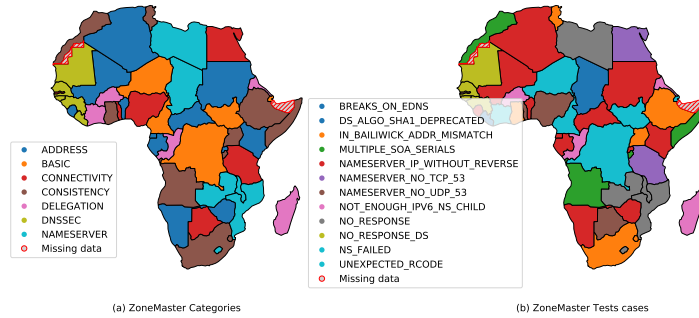 ADDRESS
BASIC
CONNECTIVITY
CONSISTENCY
DELEGATION
DNSSEC
NAMESERVER
Missing data
BREAKS_ON_EDNS
DS_ALGO_SHA1_DEPRECATED
IN_BAILIWICK_ADDR_MISMATCH
MULTIPLE_SOA_SERIALS
NAMESERVER_IP_WITHOUT_REVERSE
NAMESERVER_NO_TCP_53
NAMESERVER_NO_UDP_53
NOT_ENOUGH_IPV6_NS_CHILD
NO_RESPONSE
NO_RESPONSE_DS
NS_FAILED
UNEXPECTED_RCODE
Missing data
(a) ZoneMaster Categories
(b) ZoneMaster Tests cases